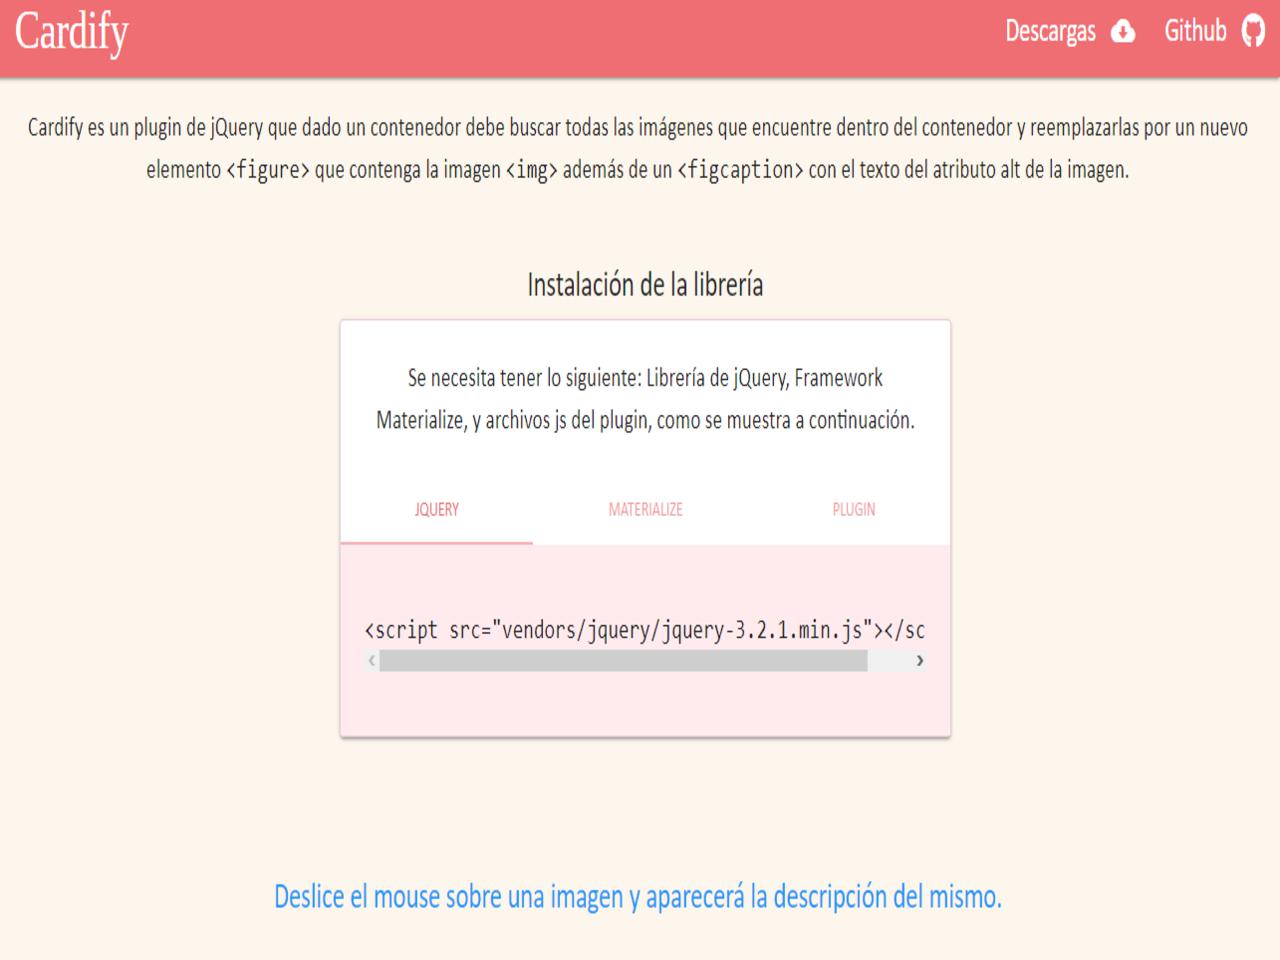 Cardify
Descargas
Github
Cardify es un plugin de jQuery que dado un contenedor debe buscar todas las imágenes que encuentre dentro del contenedor y reemplazarlas por un nuevo
elemento <figure> que contenga la imagen <img> además de un <figcaption> con el texto del atributo alt de la imagen.
Instalación de la librería
Se necesita tener lo siguiente: Librería de jQuery, Framework
Materialize, y archivos js del plugin, como se muestra a continuación.
JQUERY
MATERIALIZE
PLUGIN
<script src="vendors/jquery/jquery-3.2.1.min.js"></sc
Deslice el mouse sobre una imagen y aparecerá la descripción del mismo.